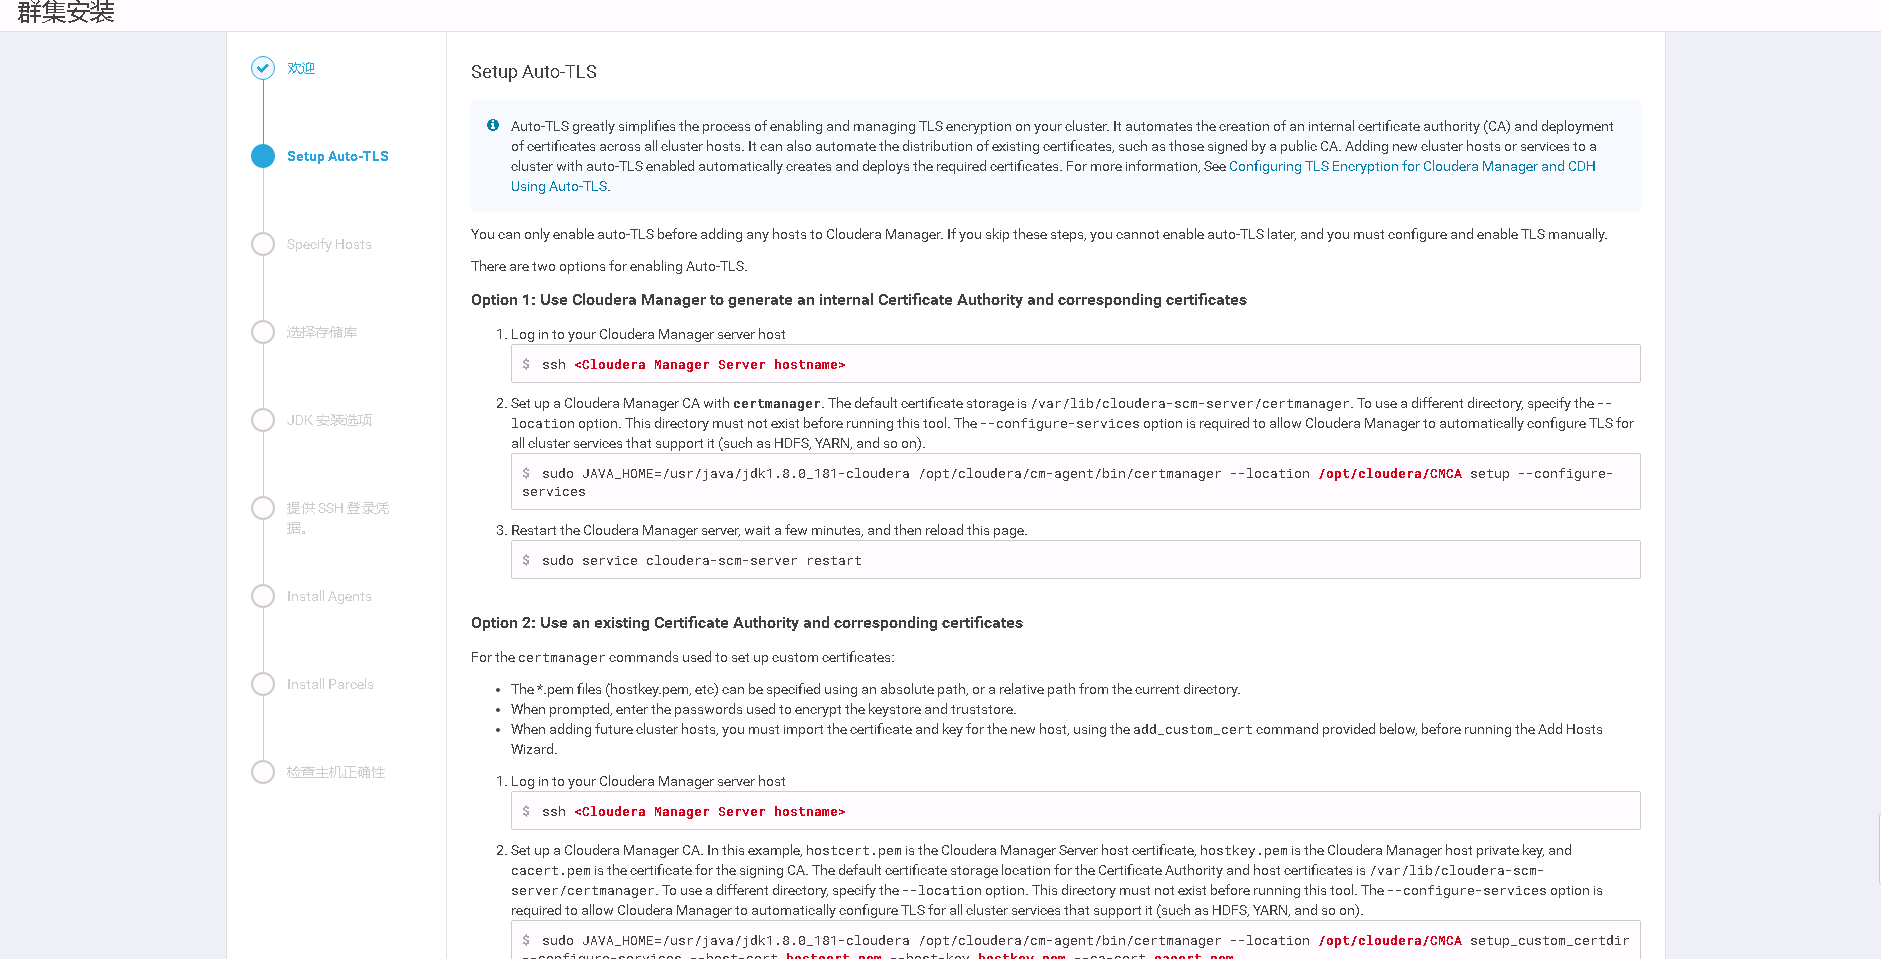 群集安装
欢迎
Setup Auto-TLS
Specify Hosts
选择存储库
JDK 安装选项
提供 SSH 登录凭
据。
Install Agents
Install Parcels
检查主机正确性
Setup Auto-TLS
Auto-TLS greatly simplifies the process of enabling and managing TLS encryption on your cluster. It automates the creation of an internal certificate authority (CA) and deployment
of certificates across all cluster hosts. It can also automate the distribution of existing certificates, such as those signed by a public CA. Adding new cluster hosts or services to a
cluster with auto-TLS enabled automatically creates and deploys the required certificates. For more information, See Configuring TLS Encryption for Cloudera Manager and CDH
Using Auto-TLS.
You can only enable auto-TLS before adding any hosts to Cloudera Manager. If you skip these steps, you cannot enable auto-TLS later, and you must configure and enable TLS manually.
There are two options for enabling Auto-TLS.
Option 1: Use Cloudera Manager to generate an internal Certificate Authority and corresponding certificates
1. Log in to your Cloudera Manager server host
$ ssh <Cloudera Manager Server hostname>
2. Set up a Cloudera Manager CA with certmanager. The default certificate storage is /var/lib/cloudera-scm-server/certmanager. To use a different directory, specify the --
location option. This directory must not exist before running this tool. The --configure-services option is required to allow Cloudera Manager to automatically configure TLS for
all cluster services that support it (such as HDFS, YARN, and so on).
$ sudo JAVA_HOME=/usr/java/jdk1.8.0_181-cloudera /opt/cloudera/cm-agent/bin/certmanager --location /opt/cloudera/CMCA setup --configure-
services
3. Restart the Cloudera Manager server, wait a few minutes, and then reload this page.
$ sudo service cloudera-scm-server restart
Option 2: Use an existing Certificate Authority and corresponding certificates
For the certmanager commands used to set up custom certificates:
• The *.pem files (hostkey.pem, etc) can be specified using an absolute path, or a relative path from the current directory.
• When prompted, enter the passwords used to encrypt the keystore and truststore.
• When adding future cluster hosts, you must import the certificate and key for the new host, using the add_custom_cert command provided below, before running the Add Hosts
Wizard.
1. Log in to your Cloudera Manager server host
$ ssh <Cloudera Manager Server hostname>
2. Set up a Cloudera Manager CA. In this example, hostcert.pem is the Cloudera Manager Server host certificate, hostkey.pem is the Cloudera Manager host private key, and
cacert.pem is the certificate for the signing CA. The default certificate storage location for the Certificate Authority and host certificates is /var/lib/cloudera-scm-
server/certmanager. To use a different directory, specify the --location option. This directory must not exist before running this tool. The --configure-services option is
required to allow Cloudera Manager to automatically configure TLS for all cluster services that support it (such as HDFS, YARN, and so on).
$ sudo JAVA_HOME=/usr/java/jdk1.8.0_181-cloudera /opt/cloudera/cm-agent/bin/certmanager --location /opt/cloudera/CMCA setup_custom_certdir
--configure-services --host-cert hostcert.pem --host-key hostkey.pem --ca-cert cacert.pem